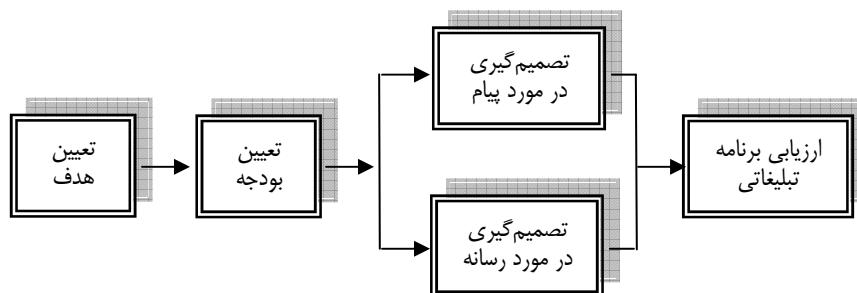 تعیین
هدف
تعیین
بودجه
تصمیم‌گیری
در مورد پیام
تصمیم‌گیری
در مورد رسانه
ارزیابی برنامه
تبلیغاتی